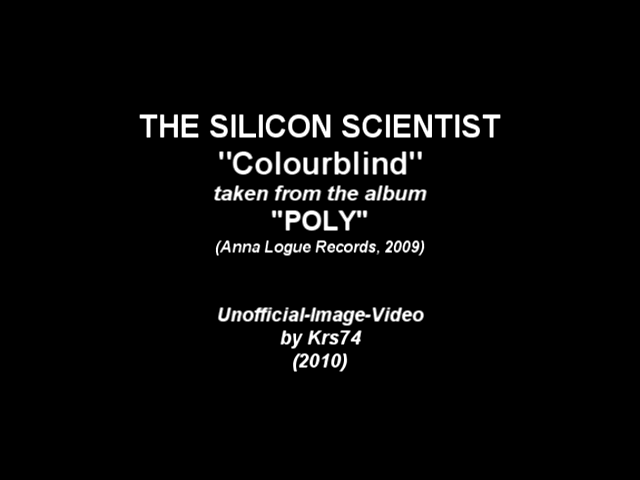 THE SILICON SCIENTIST
"Colourblind"
taken from the album
"POLY"
(Anna Logue Records, 2009)
Unofficial-Image-Video
by Krs74
(2010)